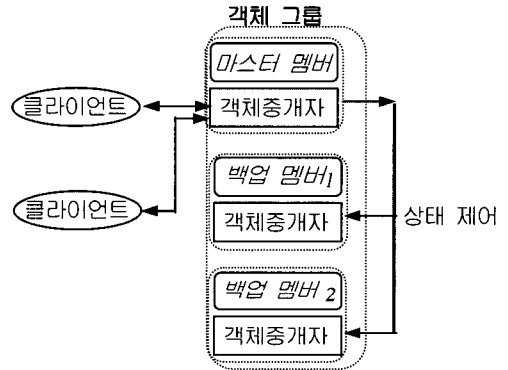 객체 그룹
마스터 멤버
클라이언트
객체중개자
백업 멤버1
클라이언트
객체중개자
상태 제어
백업 멤버 2
객체중개자